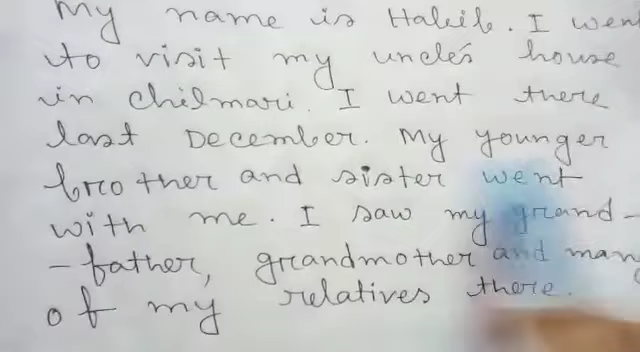 My name is Habib. I wen
to visit my uncle's house
in Chilmari. I went there
last December. My younger
brother and sister went
with me. I saw my grand-
-father, grandmother and many
of my relatives there.